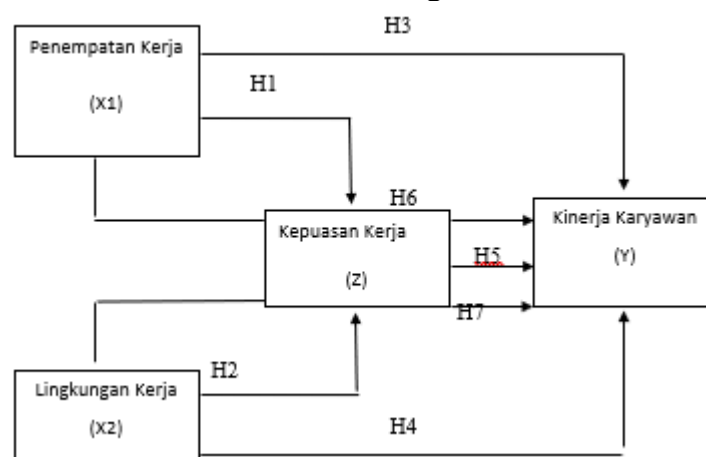 H3
Penempatan Kerja
(X1)
H1
H6
Kepuasan Kerja
(Z)
H5
H7
Kinerja Karyawan
(Y)
H2
Lingkungan Kerja
(X2)
H4